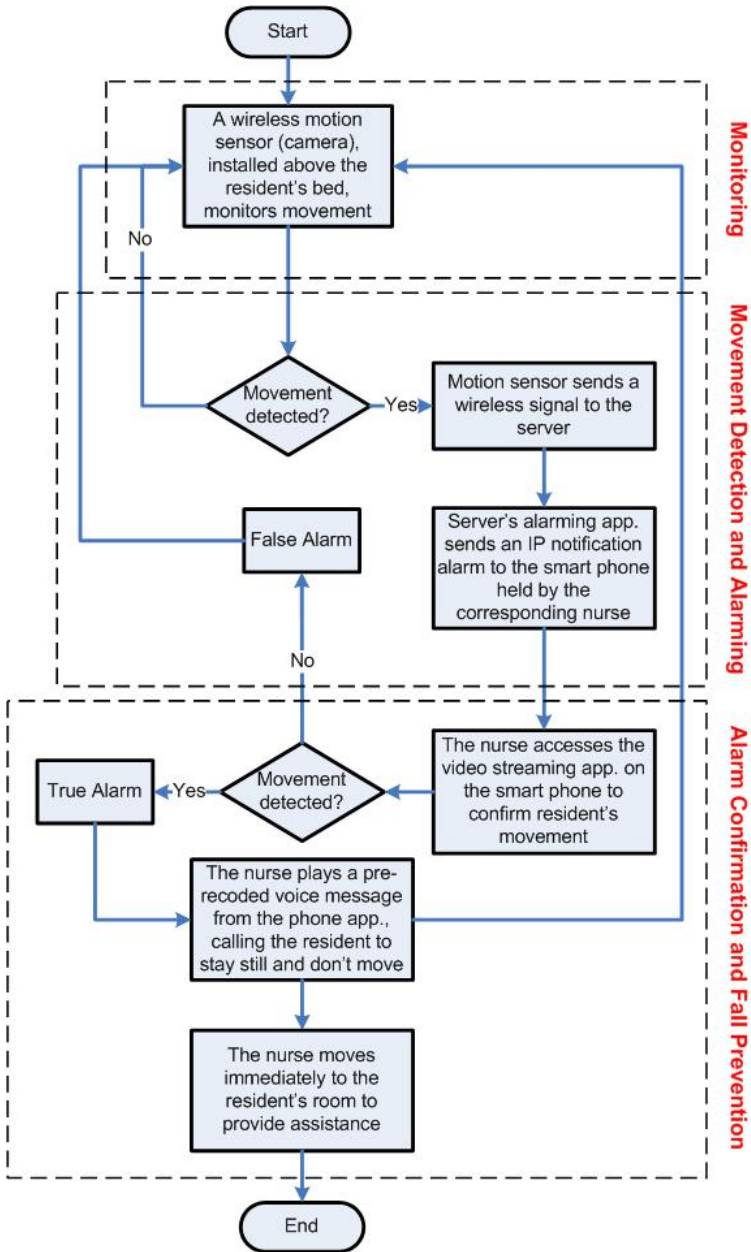 Start
A wireless motion
sensor (camera),
installed above the
resident's bed,
monitors movement
Monitoring
No
Movement
detected?
Yes
Motion sensor sends a
wireless signal to the
server
Server's alarming app.
sends an IP notification
alarm to the smart phone
held by the
corresponding nurse
False Alarm
No
Movement Detection and Alarming
The nurse accesses the
video streaming app. on
the smart phone to
confirm resident's
movement
Movement
detected?
Yes
True Alarm
The nurse plays a pre-
recoded voice message
from the phone app.,
calling the resident to
stay still and don't move
The nurse moves
immediately to the
resident's room to
provide assistance
Alarm Confirmation and Fall Prevention
End